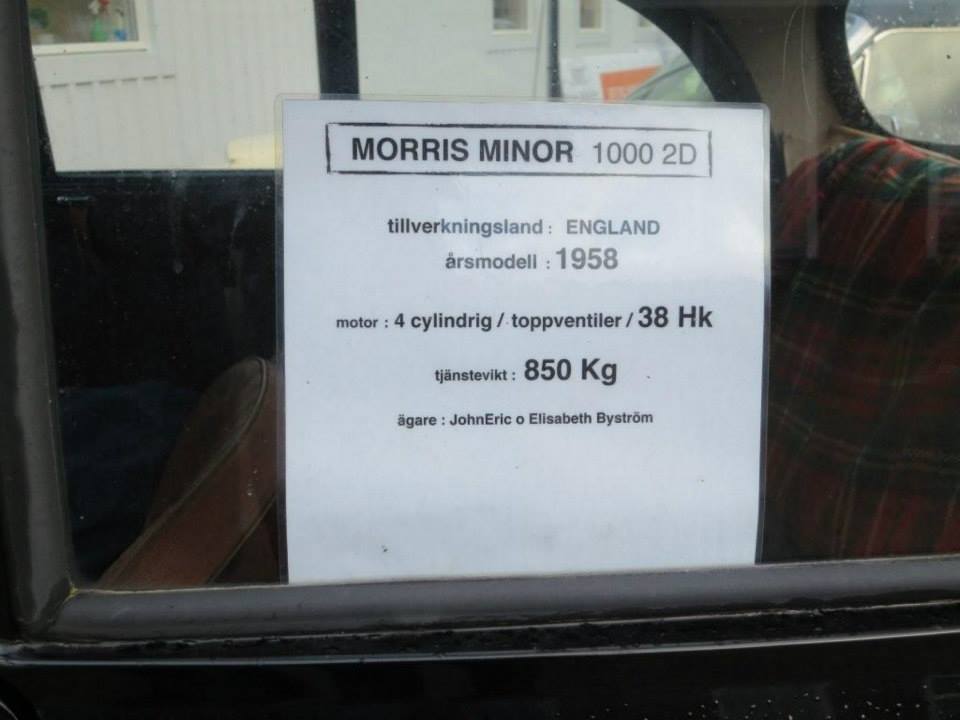 MORRIS MINOR 1000 2D
tillverkningsland : ENGLAND
årsmodell : 1958
motor : 4 cylindrig / toppventiler / 38 Hk
tjänstevikt : 850 Kg
ägare : JohnEric o Elisabeth Byström